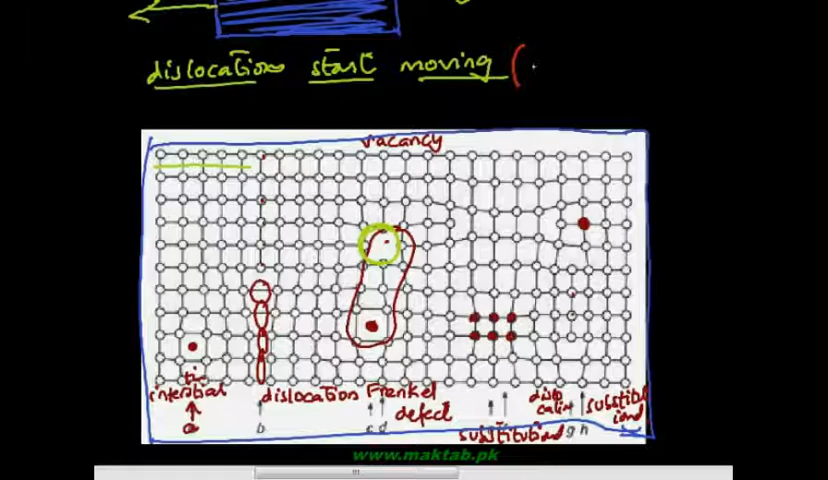 dislocations start moving (
vacancy
interstitial
dislocation Frenkel
defect
substitutional
a b c d g h
www.maktab.pk